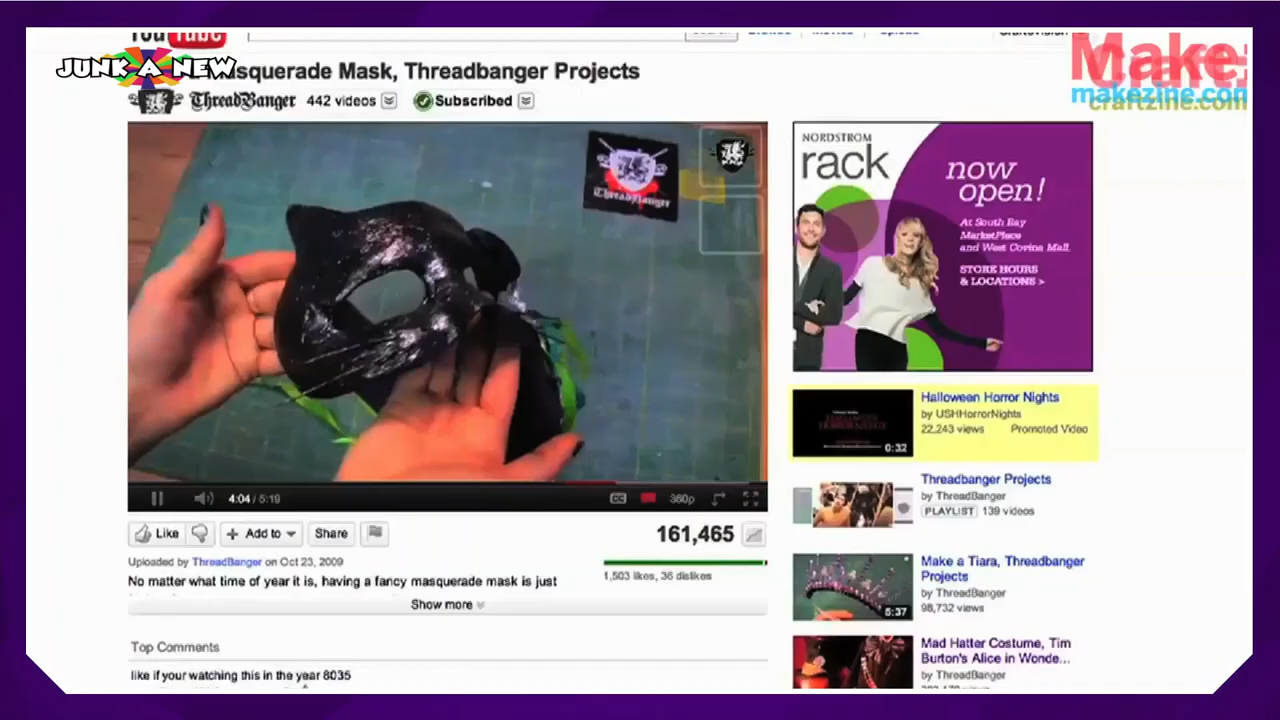 YouTube
JUNK A NEW
squerade Mask, Threadbanger Projects
ThreadBanger 442 videos Subscribed
Make:
Craft:
makezine.com
craftzine.com
ThreadBanger
NORDSTROM
rack
now
open!
At South Bay
MarketPlace
and West Covina Mall.
STORE HOURS
& LOCATIONS >
Halloween Horror Nights
by USHHorrorNights
22,243 views Promoted Video
0:32
4:04 / 5:19 CC 360p
Threadbanger Projects
by ThreadBanger
PLAYLIST 139 videos
Like + Add to Share 161,465
Uploaded by ThreadBanger on Oct 23, 2009
1,503 likes, 36 dislikes
No matter what time of year it is, having a fancy masquerade mask is just
Show more
Make a Tiara, Threadbanger
Projects
by ThreadBanger
98,732 views
5:37
Top Comments
like if your watching this in the year 8035
Mad Hatter Costume, Tim
Burton's Alice in Wonde...
by ThreadBanger